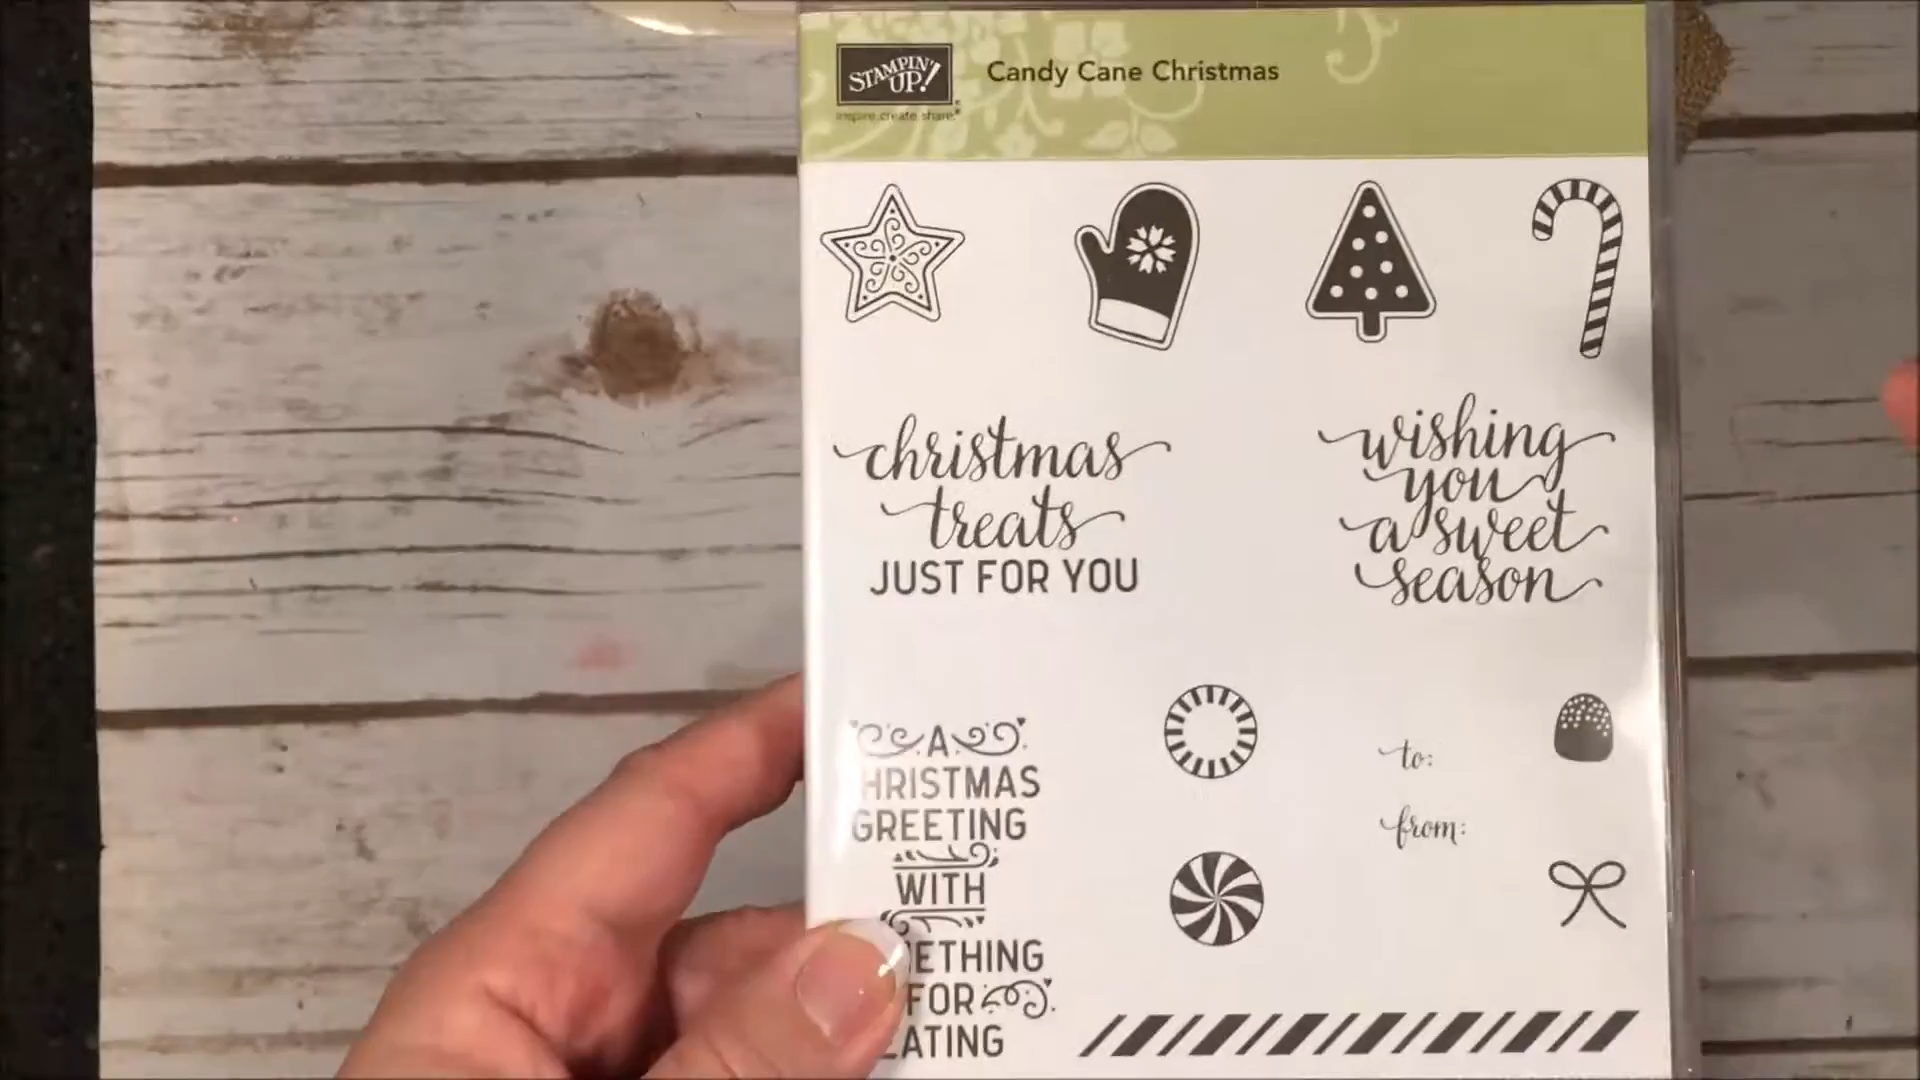 STAMPIN' UP!
inspire.create.share.
Candy Cane Christmas
christmas
treats
JUST FOR YOU
wishing
you
a sweet
season
A
HRISTMAS
GREETING
WITH
ETHING
FOR
EATING
to:
from: